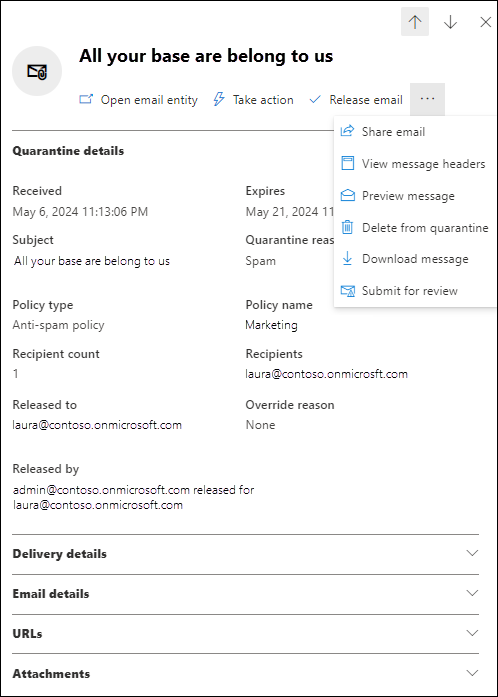 All your base are belong to us
Open email entity
Take action
Release email
Share email
View message headers
Preview message
Delete from quarantine
Download message
Submit for review
Quarantine details
Received
Expires
May 6, 2024 11:13:06 PM
May 21, 2024 11
Subject
Quarantine reas
All your base are belong to us
Spam
Policy type
Policy name
Anti-spam policy
Marketing
Recipient count
Recipients
1
laura@contoso.onmicrosft.com
Released to
Override reason
laura@contoso.onmicrosoft.com
None
Released by
admin@contoso.onmicrosoft.com released for
laura@contoso.onmicrosoft.com
Delivery details
Email details
URLs
Attachments